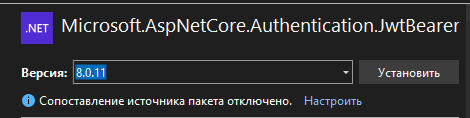 .NET
Microsoft.AspNetCore.Authentication.JwtBearer
Версия: 8.0.11 Установить
Сопоставление источника пакета отключено. Настроить